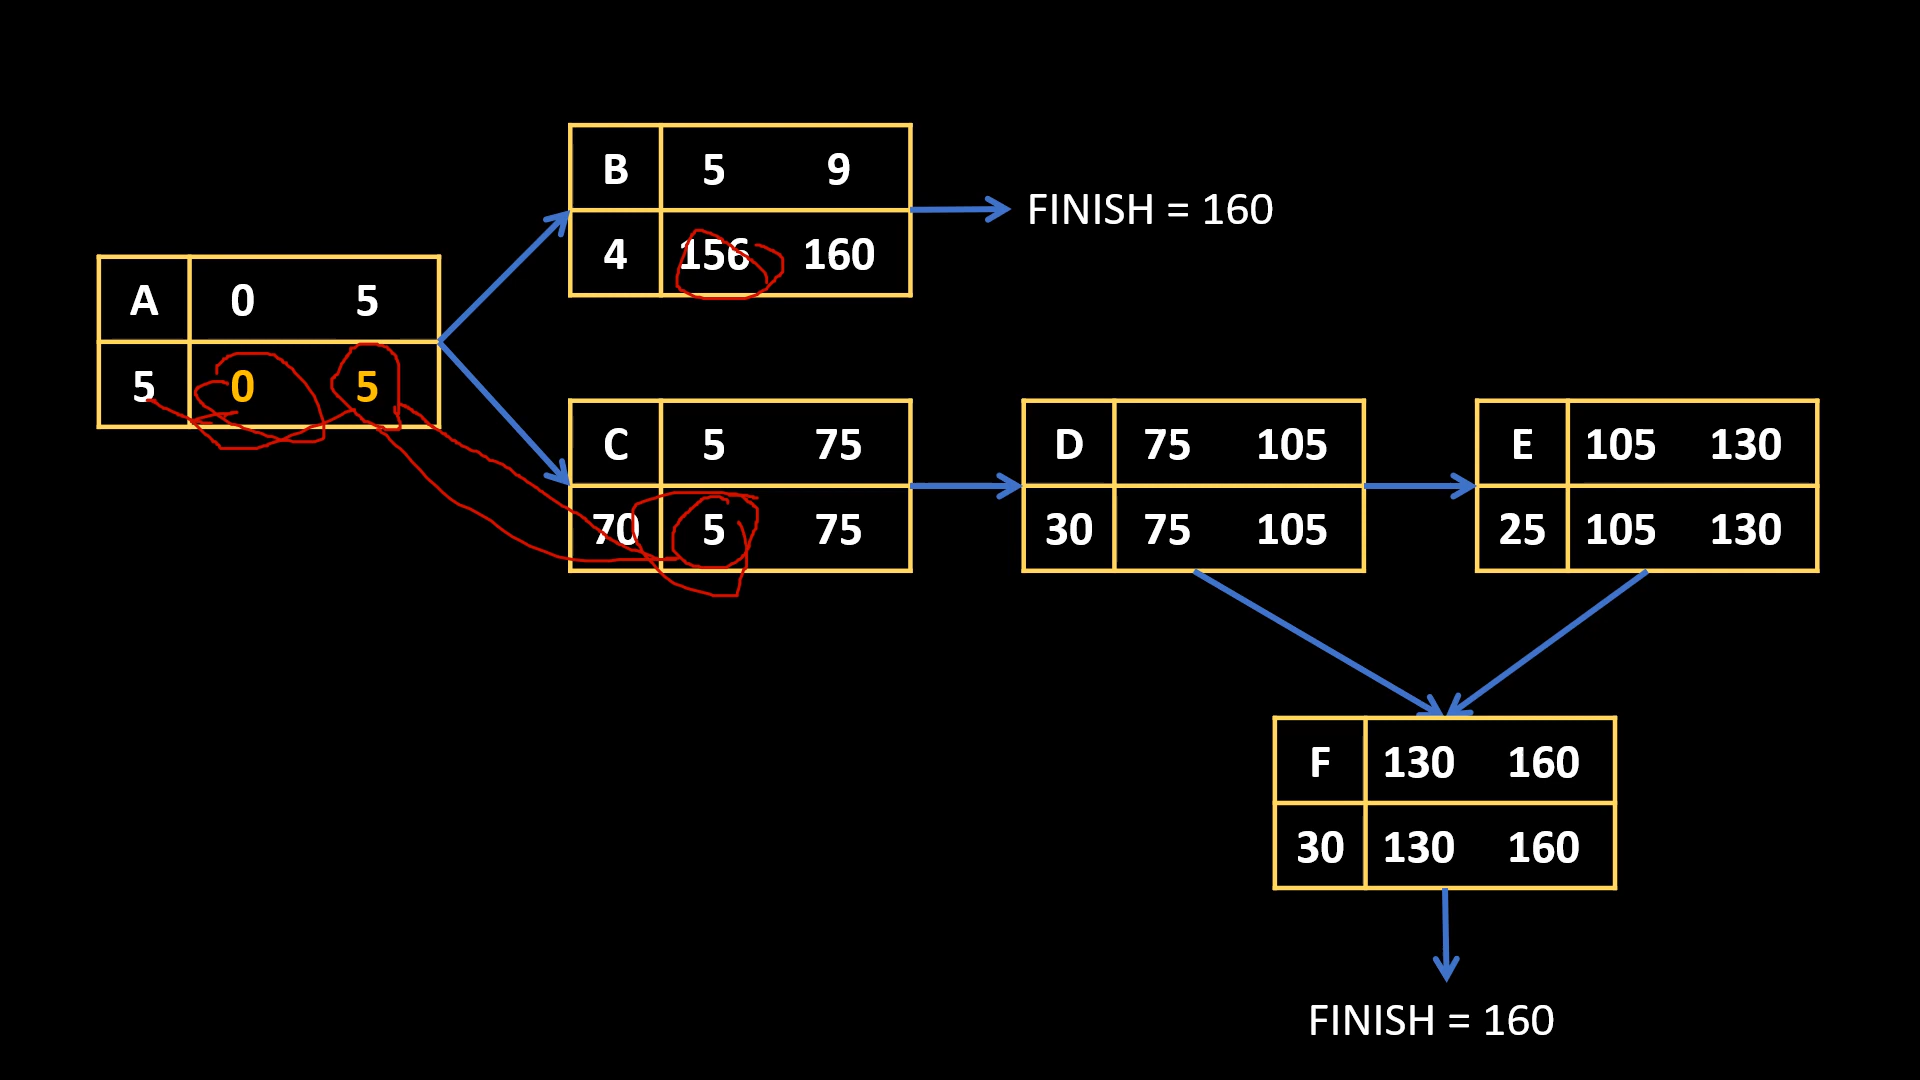 A 0 5
5 0 5
B 5 9
4 156 160
FINISH = 160
C 5 75
70 5 75
D 75 105
30 75 105
E 105 130
25 105 130
F 130 160
30 130 160
FINISH = 160